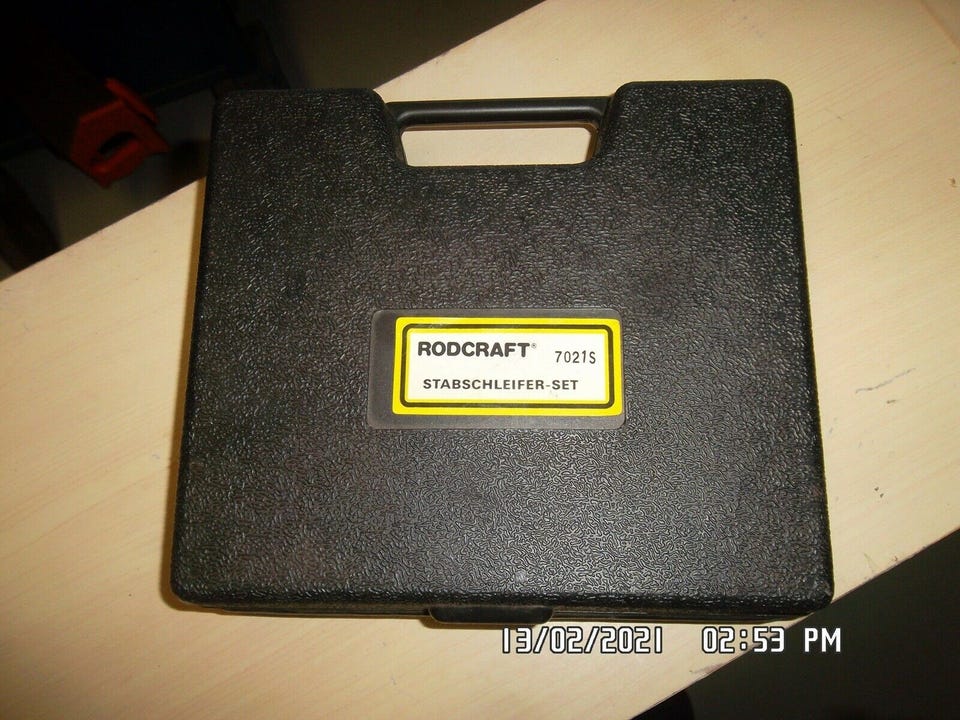 RODCRAFT® 7021S
STABSCHLEIFER-SET
13/02/2021 02:53 PM